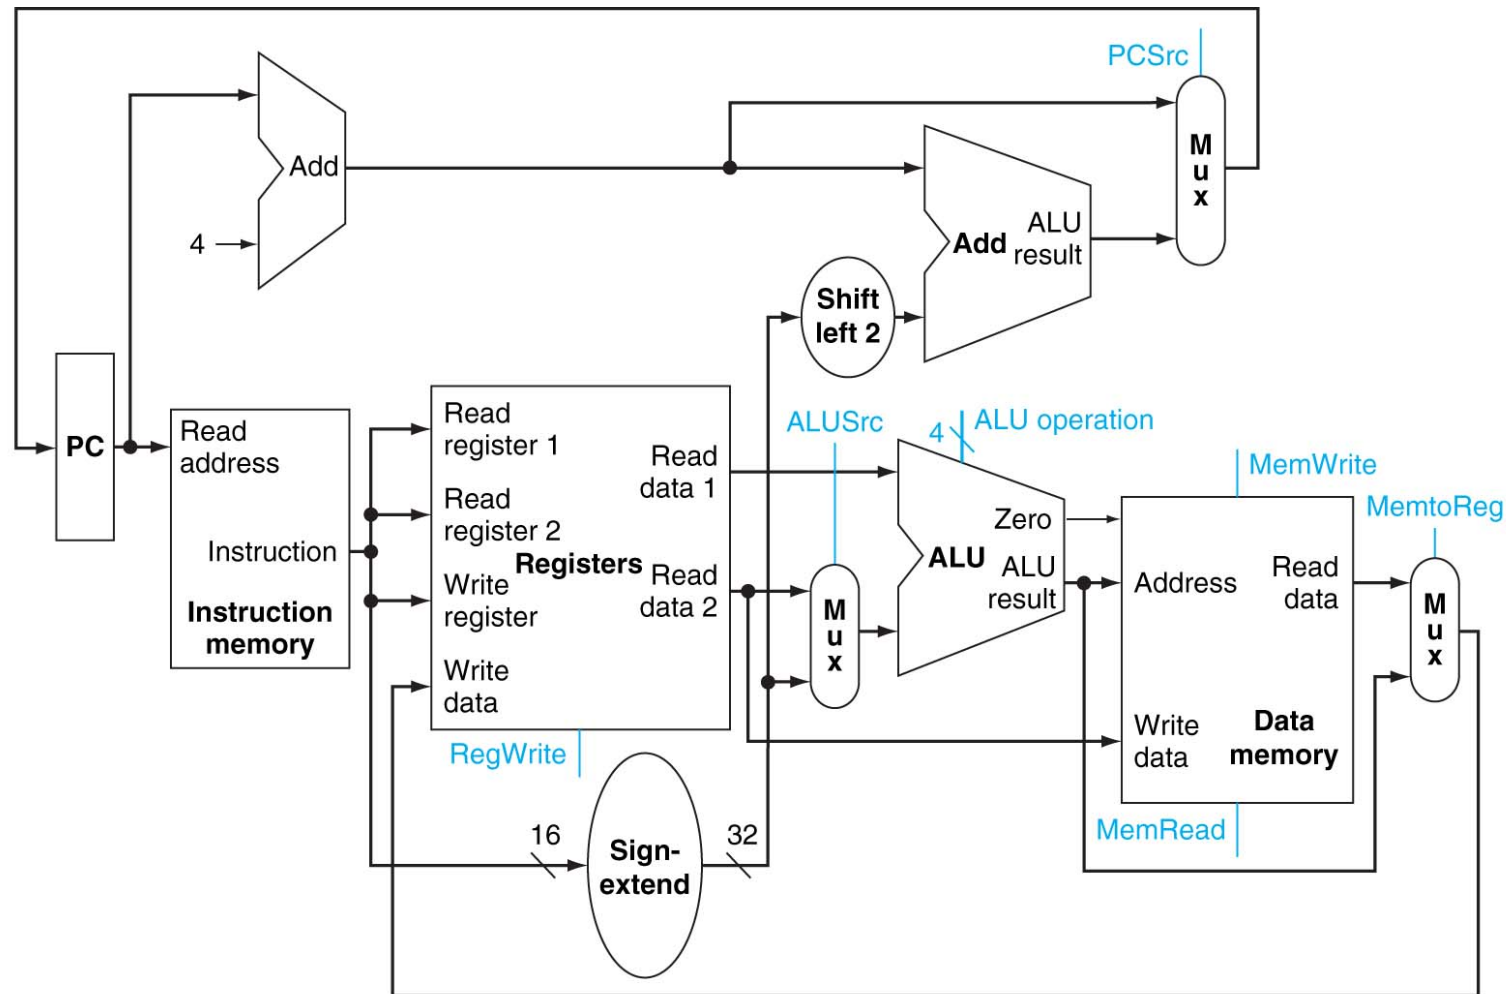 PCSrc
M
u
x
Add
4
Add
ALU
result
Shift
left 2
PC
Read
address
Instruction
Instruction
memory
Read
register 1
Read
register 2
Write
register
Write
data
Registers
Read
data 1
Read
data 2
RegWrite
16
Sign-
extend
32
ALUSrc
M
u
x
4
ALU operation
Zero
ALU
ALU
result
MemWrite
Address
Read
data
Write
data
Data
memory
MemRead
MemtoReg
M
u
x